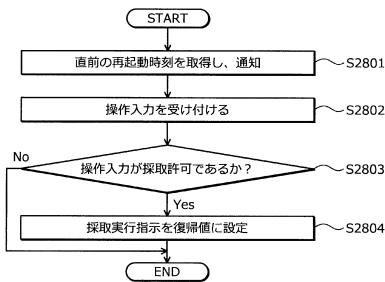 START
直前の再起動時刻を取得し、通知
S2801
操作入力を受け付ける
S2802
操作入力が採取許可であるか？
S2803
No
Yes
採取実行指示を復帰値に設定
S2804
END